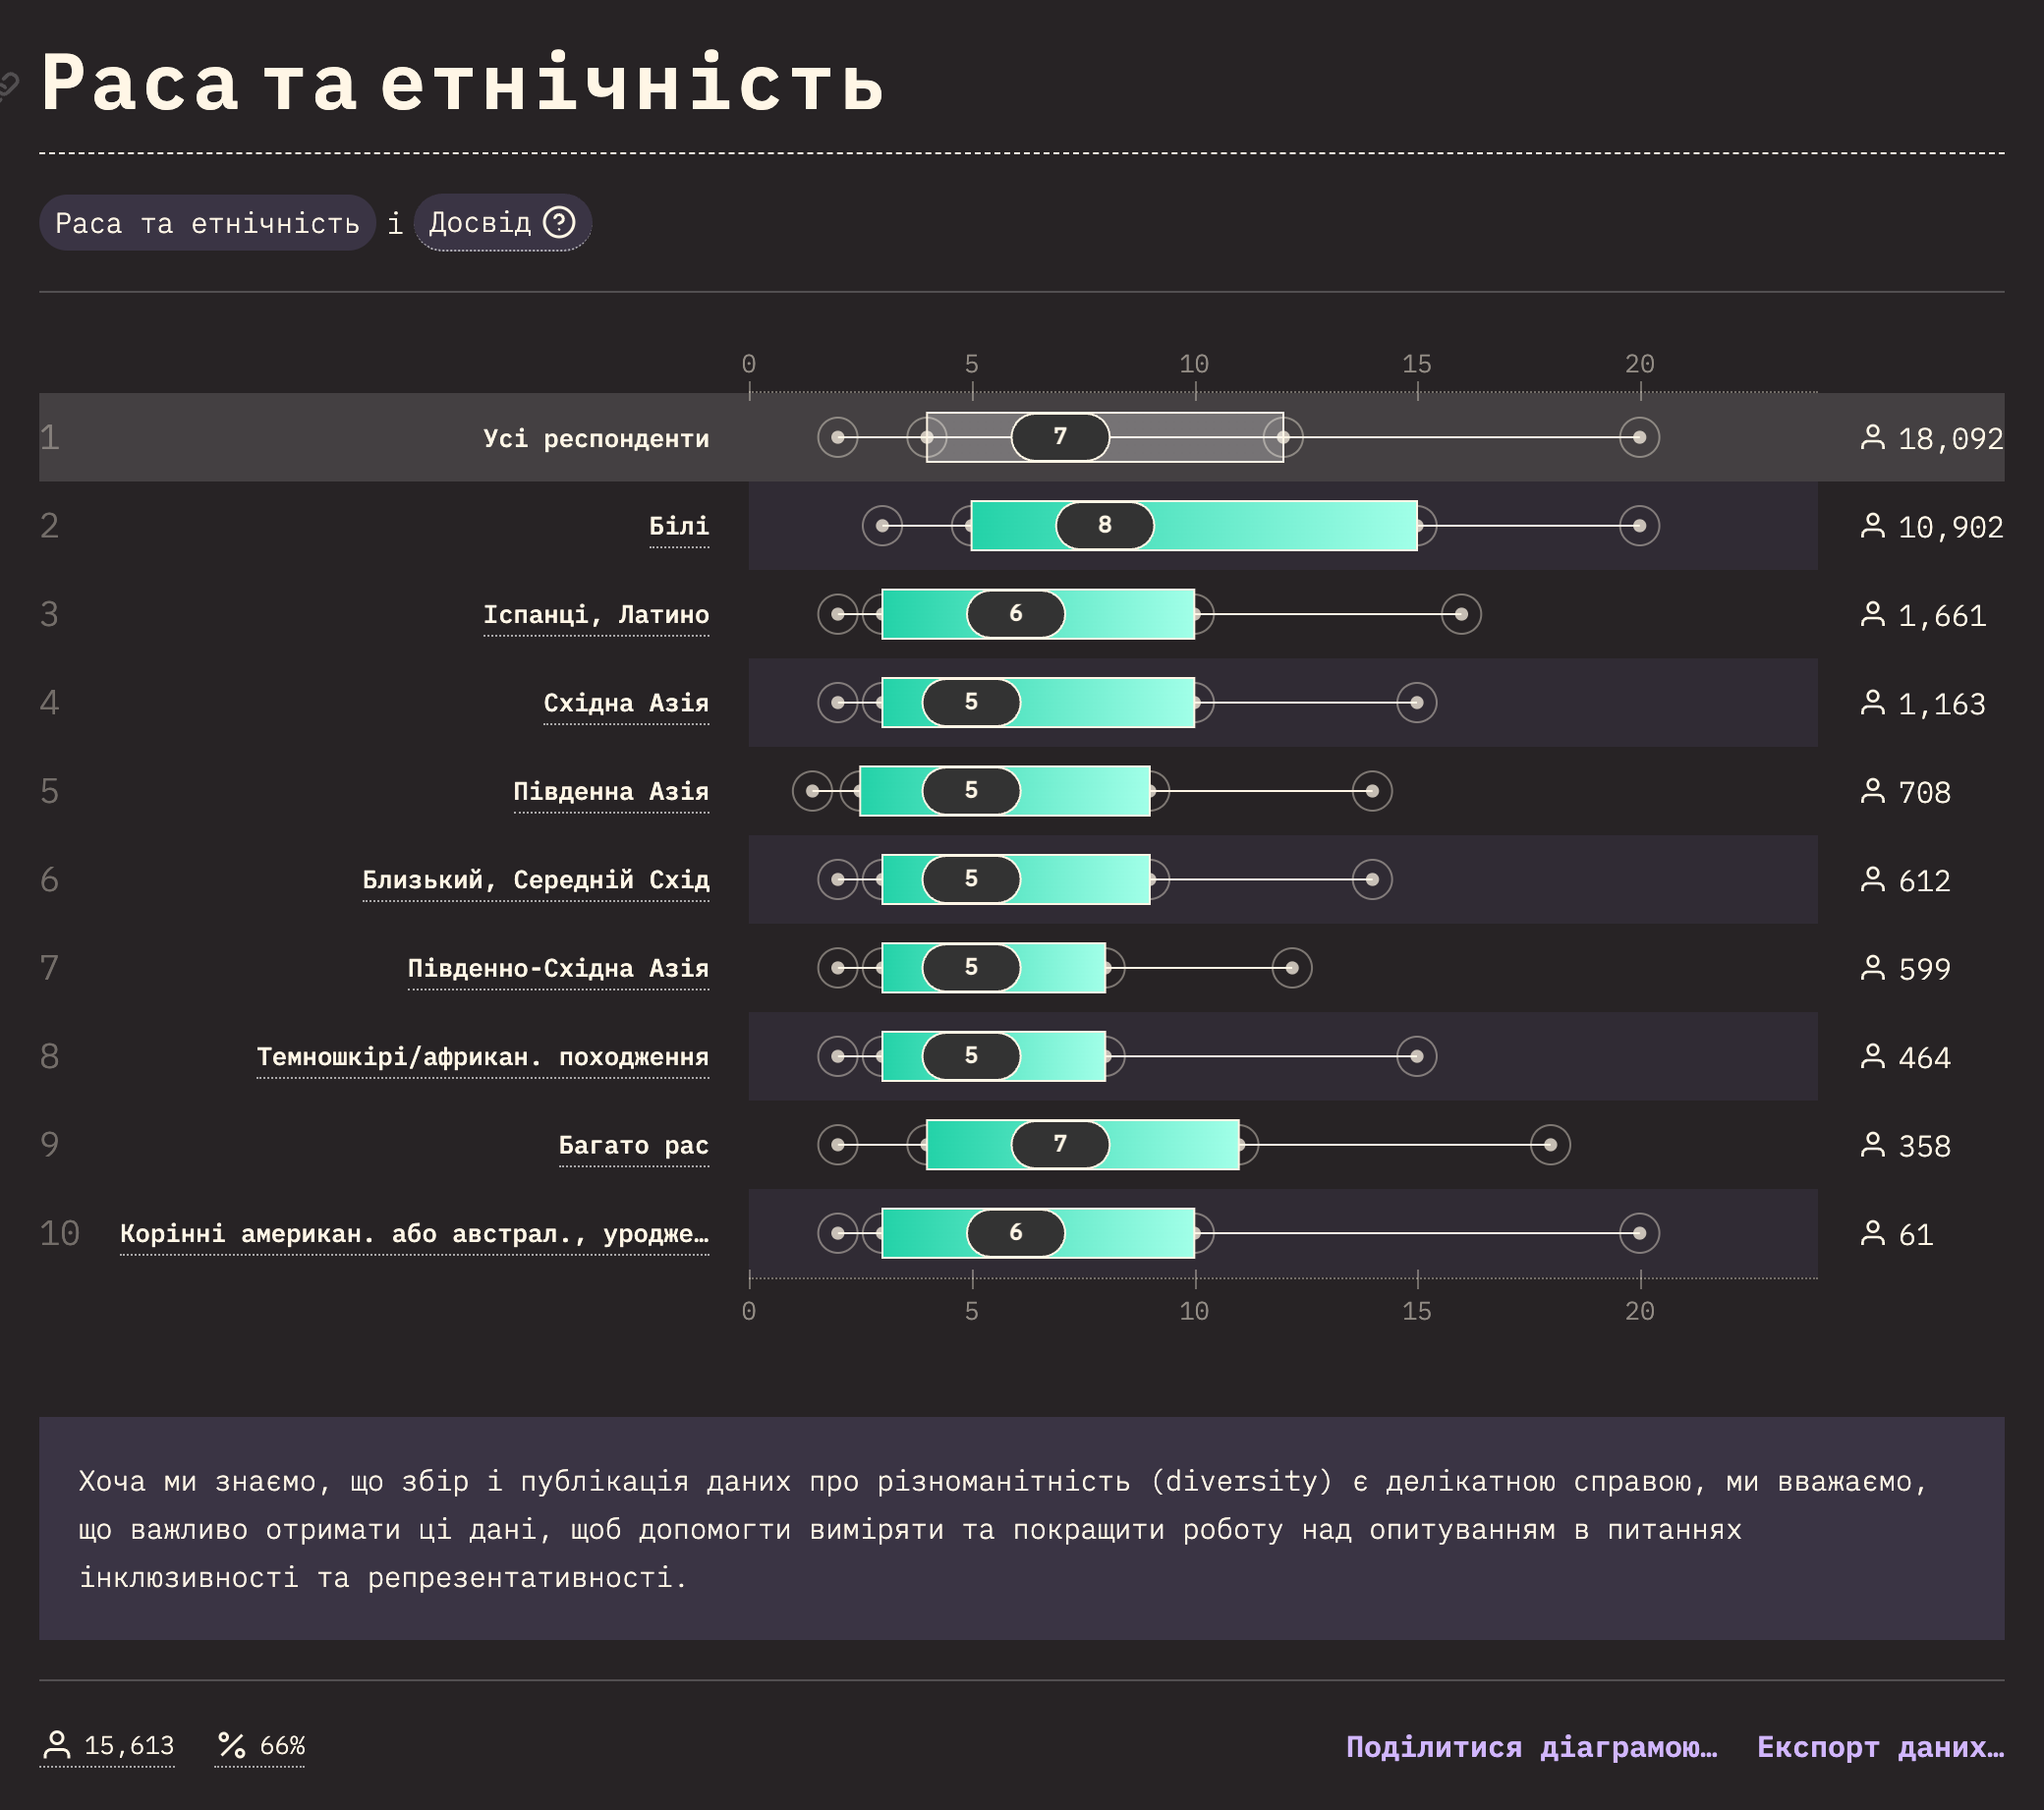 Раса та етнічність
Раса та етнічність і Досвід
0 5 10 15 20
1 Усі респонденти 7 18,092
2 Білі 8 10,902
3 Іспанці, Латино 6 1,661
4 Східна Азія 5 1,163
5 Південна Азія 5 708
6 Близький, Середній Схід 5 612
7 Південно-Східна Азія 5 599
8 Темношкірі/африкан. походження 5 464
9 Багато рас 7 358
10 Корінні американ. або австрал., уродже… 6 61
0 5 10 15 20
Хоча ми знаємо, що збір і публікація даних про різноманітність (diversity) є делікатною справою, ми вважаємо,
що важливо отримати ці дані, щоб допомогти виміряти та покращити роботу над опитуванням в питаннях
інклюзивності та репрезентативності.
15,613 66% Поділитися діаграмою… Експорт даних…